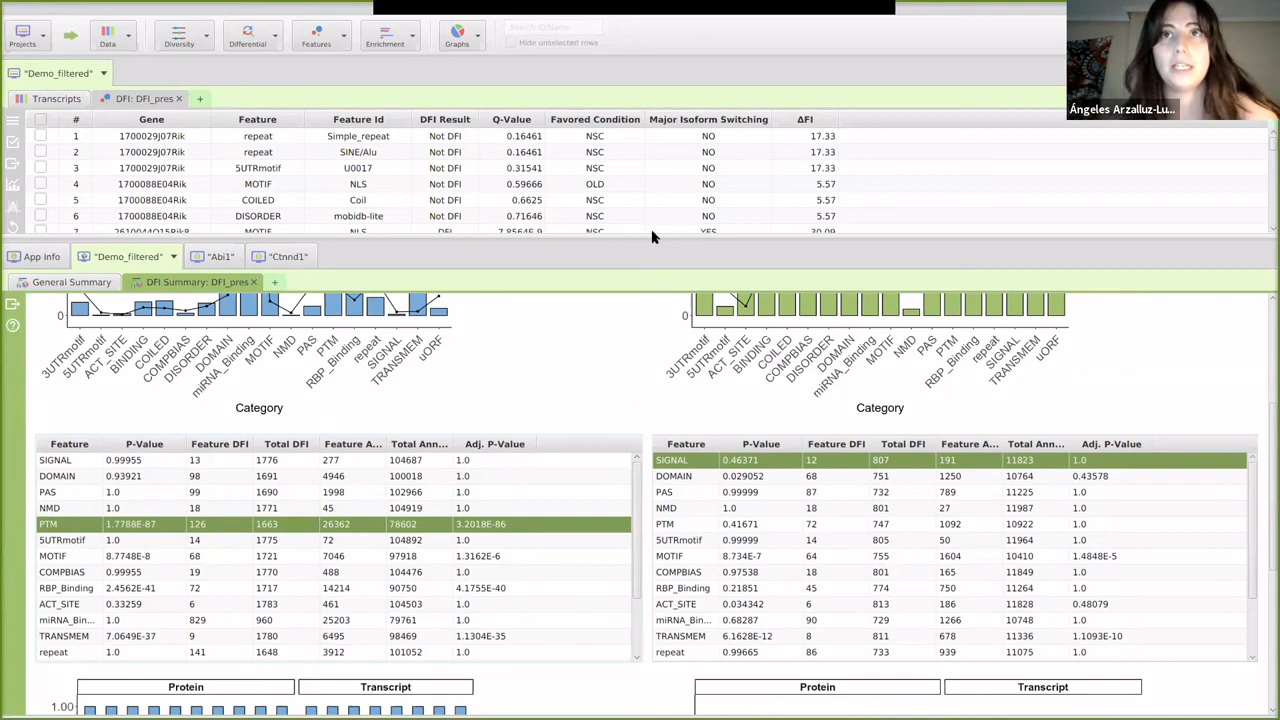 Projects Data Diversity Differential Features Enrichment Graphs
Search ID/Name
Hide unselected rows
"Demo_filtered"
Transcripts DFI: DFI_pres × +
# Gene Feature Feature Id DFI Result Q-Value Favored Condition Major Isoform Switching ΔFI
1 1700029J07Rik repeat Simple_repeat Not DFI 0.16461 NSC NO 17.33
2 1700029J07Rik repeat SINE/Alu Not DFI 0.16461 NSC NO 17.33
3 1700029J07Rik 5UTRmotif U0017 Not DFI 0.31541 NSC NO 17.33
4 1700088E04Rik MOTIF NLS Not DFI 0.59666 OLD NO 5.57
5 1700088E04Rik COILED Coil Not DFI 0.6625 NSC NO 5.57
6 1700088E04Rik DISORDER mobidb-lite Not DFI 0.71646 NSC NO 5.57
7 2610044O15Rik8 MOTIF NLS DFI 7.8564E-9 NSC YES 30.09
Ángeles Arzalluz-Lu...
App Info "Demo_filtered" "Abi1" "Ctnnd1"
General Summary DFI Summary: DFI_pres × +
0
3UTRmotif 5UTRmotif ACT_SITE BINDING COILED COMPBIAS DISORDER DOMAIN miRNA_Binding MOTIF NMD PAS PTM RBP_Binding repeat SIGNAL TRANSMEM uORF
Category
0
3UTRmotif 5UTRmotif ACT_SITE BINDING COILED COMPBIAS DISORDER DOMAIN miRNA_Binding MOTIF NMD PAS PTM RBP_Binding repeat SIGNAL TRANSMEM uORF
Category
Feature P-Value Feature DFI Total DFI Feature A... Total Ann... Adj. P-Value
SIGNAL 0.99955 13 1776 277 104687 1.0
DOMAIN 0.93921 98 1691 4946 100018 1.0
PAS 1.0 99 1690 1998 102966 1.0
NMD 1.0 18 1771 45 104919 1.0
PTM 1.7788E-87 126 1663 26362 78602 3.2018E-86
5UTRmotif 1.0 14 1775 72 104892 1.0
MOTIF 8.7748E-8 68 1721 7046 97918 1.3162E-6
COMPBIAS 0.99955 19 1770 488 104476 1.0
RBP_Binding 2.4562E-41 72 1717 14214 90750 4.1755E-40
ACT_SITE 0.33259 6 1783 461 104503 1.0
miRNA_Bin... 1.0 829 960 25203 79761 1.0
TRANSMEM 7.0649E-37 9 1780 6495 98469 1.1304E-35
repeat 1.0 141 1648 3912 101052 1.0
Feature P-Value Feature DFI Total DFI Feature A... Total Ann... Adj. P-Value
SIGNAL 0.46371 12 807 191 11823 1.0
DOMAIN 0.029052 68 751 1250 10764 0.43578
PAS 0.99999 87 732 789 11225 1.0
NMD 1.0 18 801 27 11987 1.0
PTM 0.41671 72 747 1092 10922 1.0
5UTRmotif 0.99999 14 805 50 11964 1.0
MOTIF 8.734E-7 64 755 1604 10410 1.4848E-5
COMPBIAS 0.97538 18 801 165 11849 1.0
RBP_Binding 0.21851 45 774 750 11264 1.0
ACT_SITE 0.034342 6 813 186 11828 0.48079
miRNA_Bin... 0.68287 90 729 1266 10748 1.0
TRANSMEM 6.1628E-12 8 811 678 11336 1.1093E-10
repeat 0.99665 86 733 939 11075 1.0
Protein Transcript
1.00
Protein Transcript